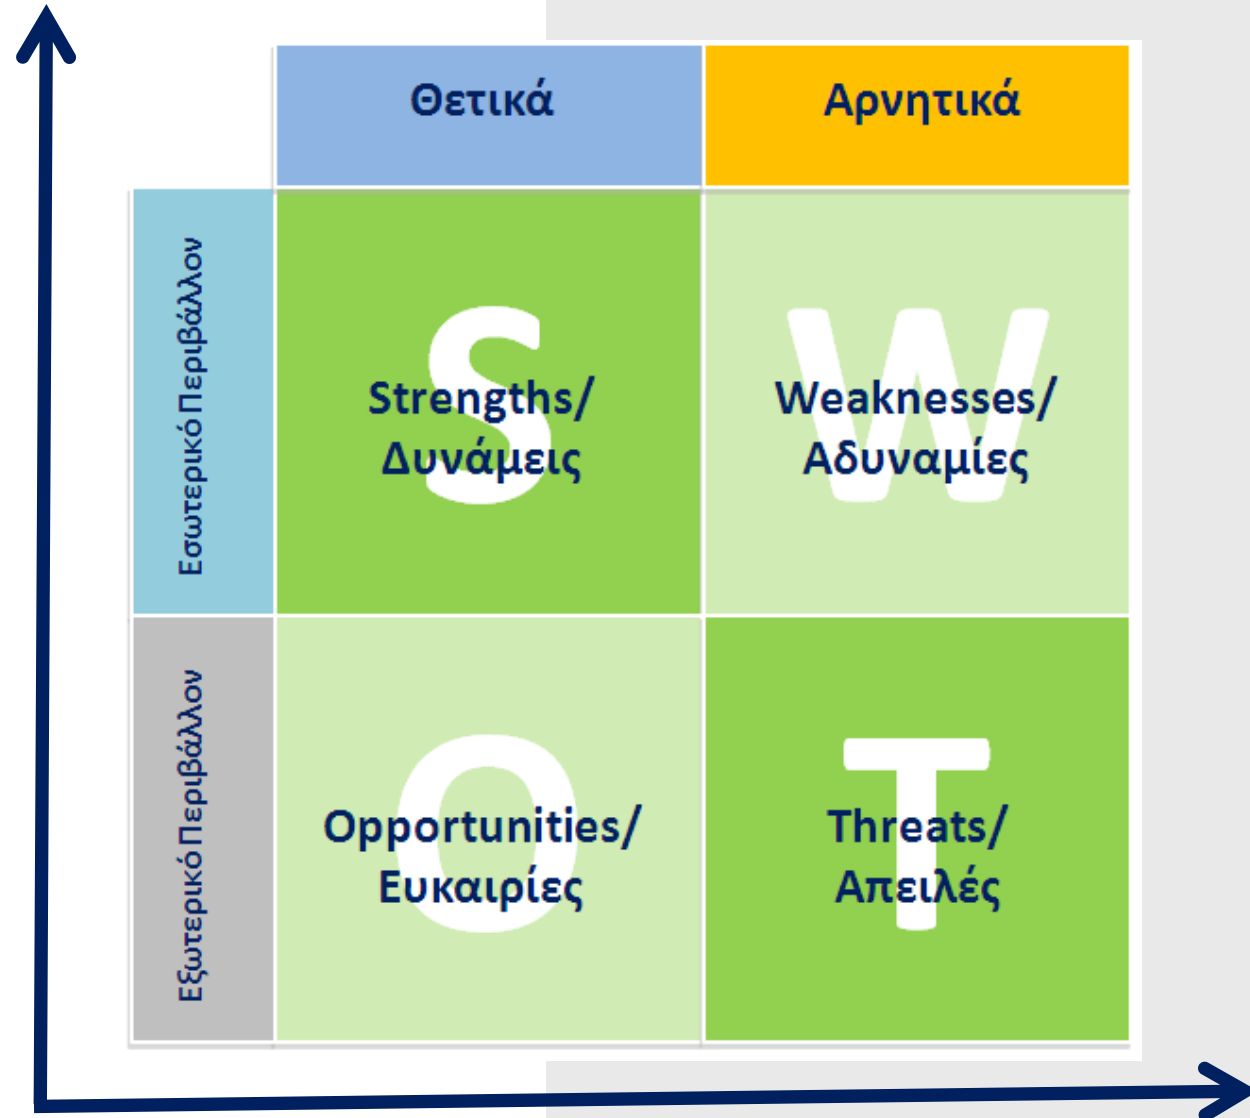 Θετικά
Αρνητικά
Εσωτερικό Περιβάλλον
S
Strengths/
Δυνάμεις
W
Weaknesses/
Αδυναμίες
Εξωτερικό Περιβάλλον
O
Opportunities/
Ευκαιρίες
T
Threats/
Απειλές